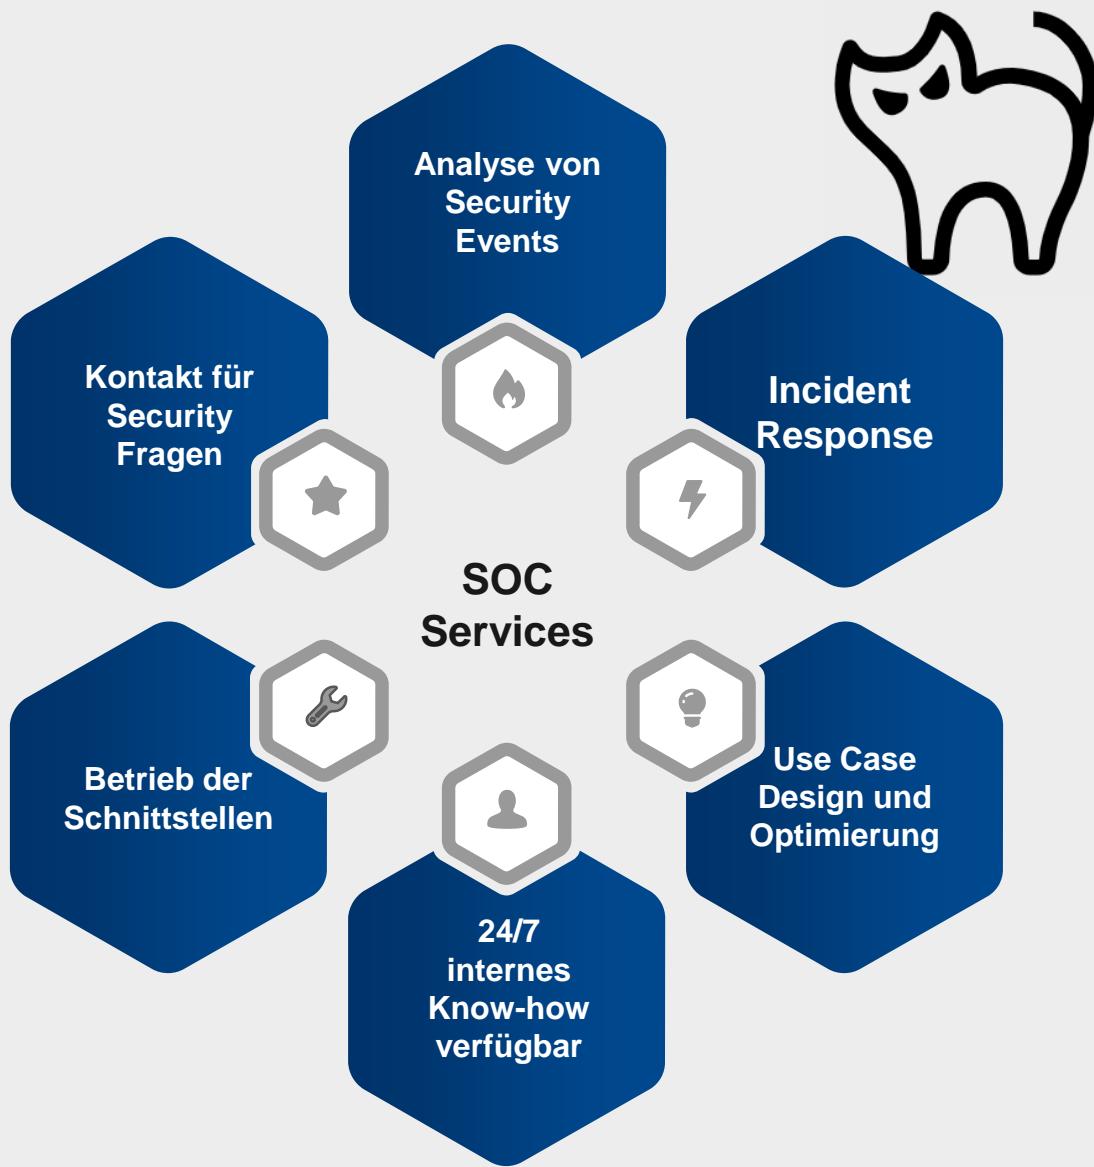 Analyse von
Security
Events
Kontakt für
Security
Fragen
Incident
Response
SOC
Services
Betrieb der
Schnittstellen
Use Case
Design und
Optimierung
24/7
internes
Know-how
verfügbar